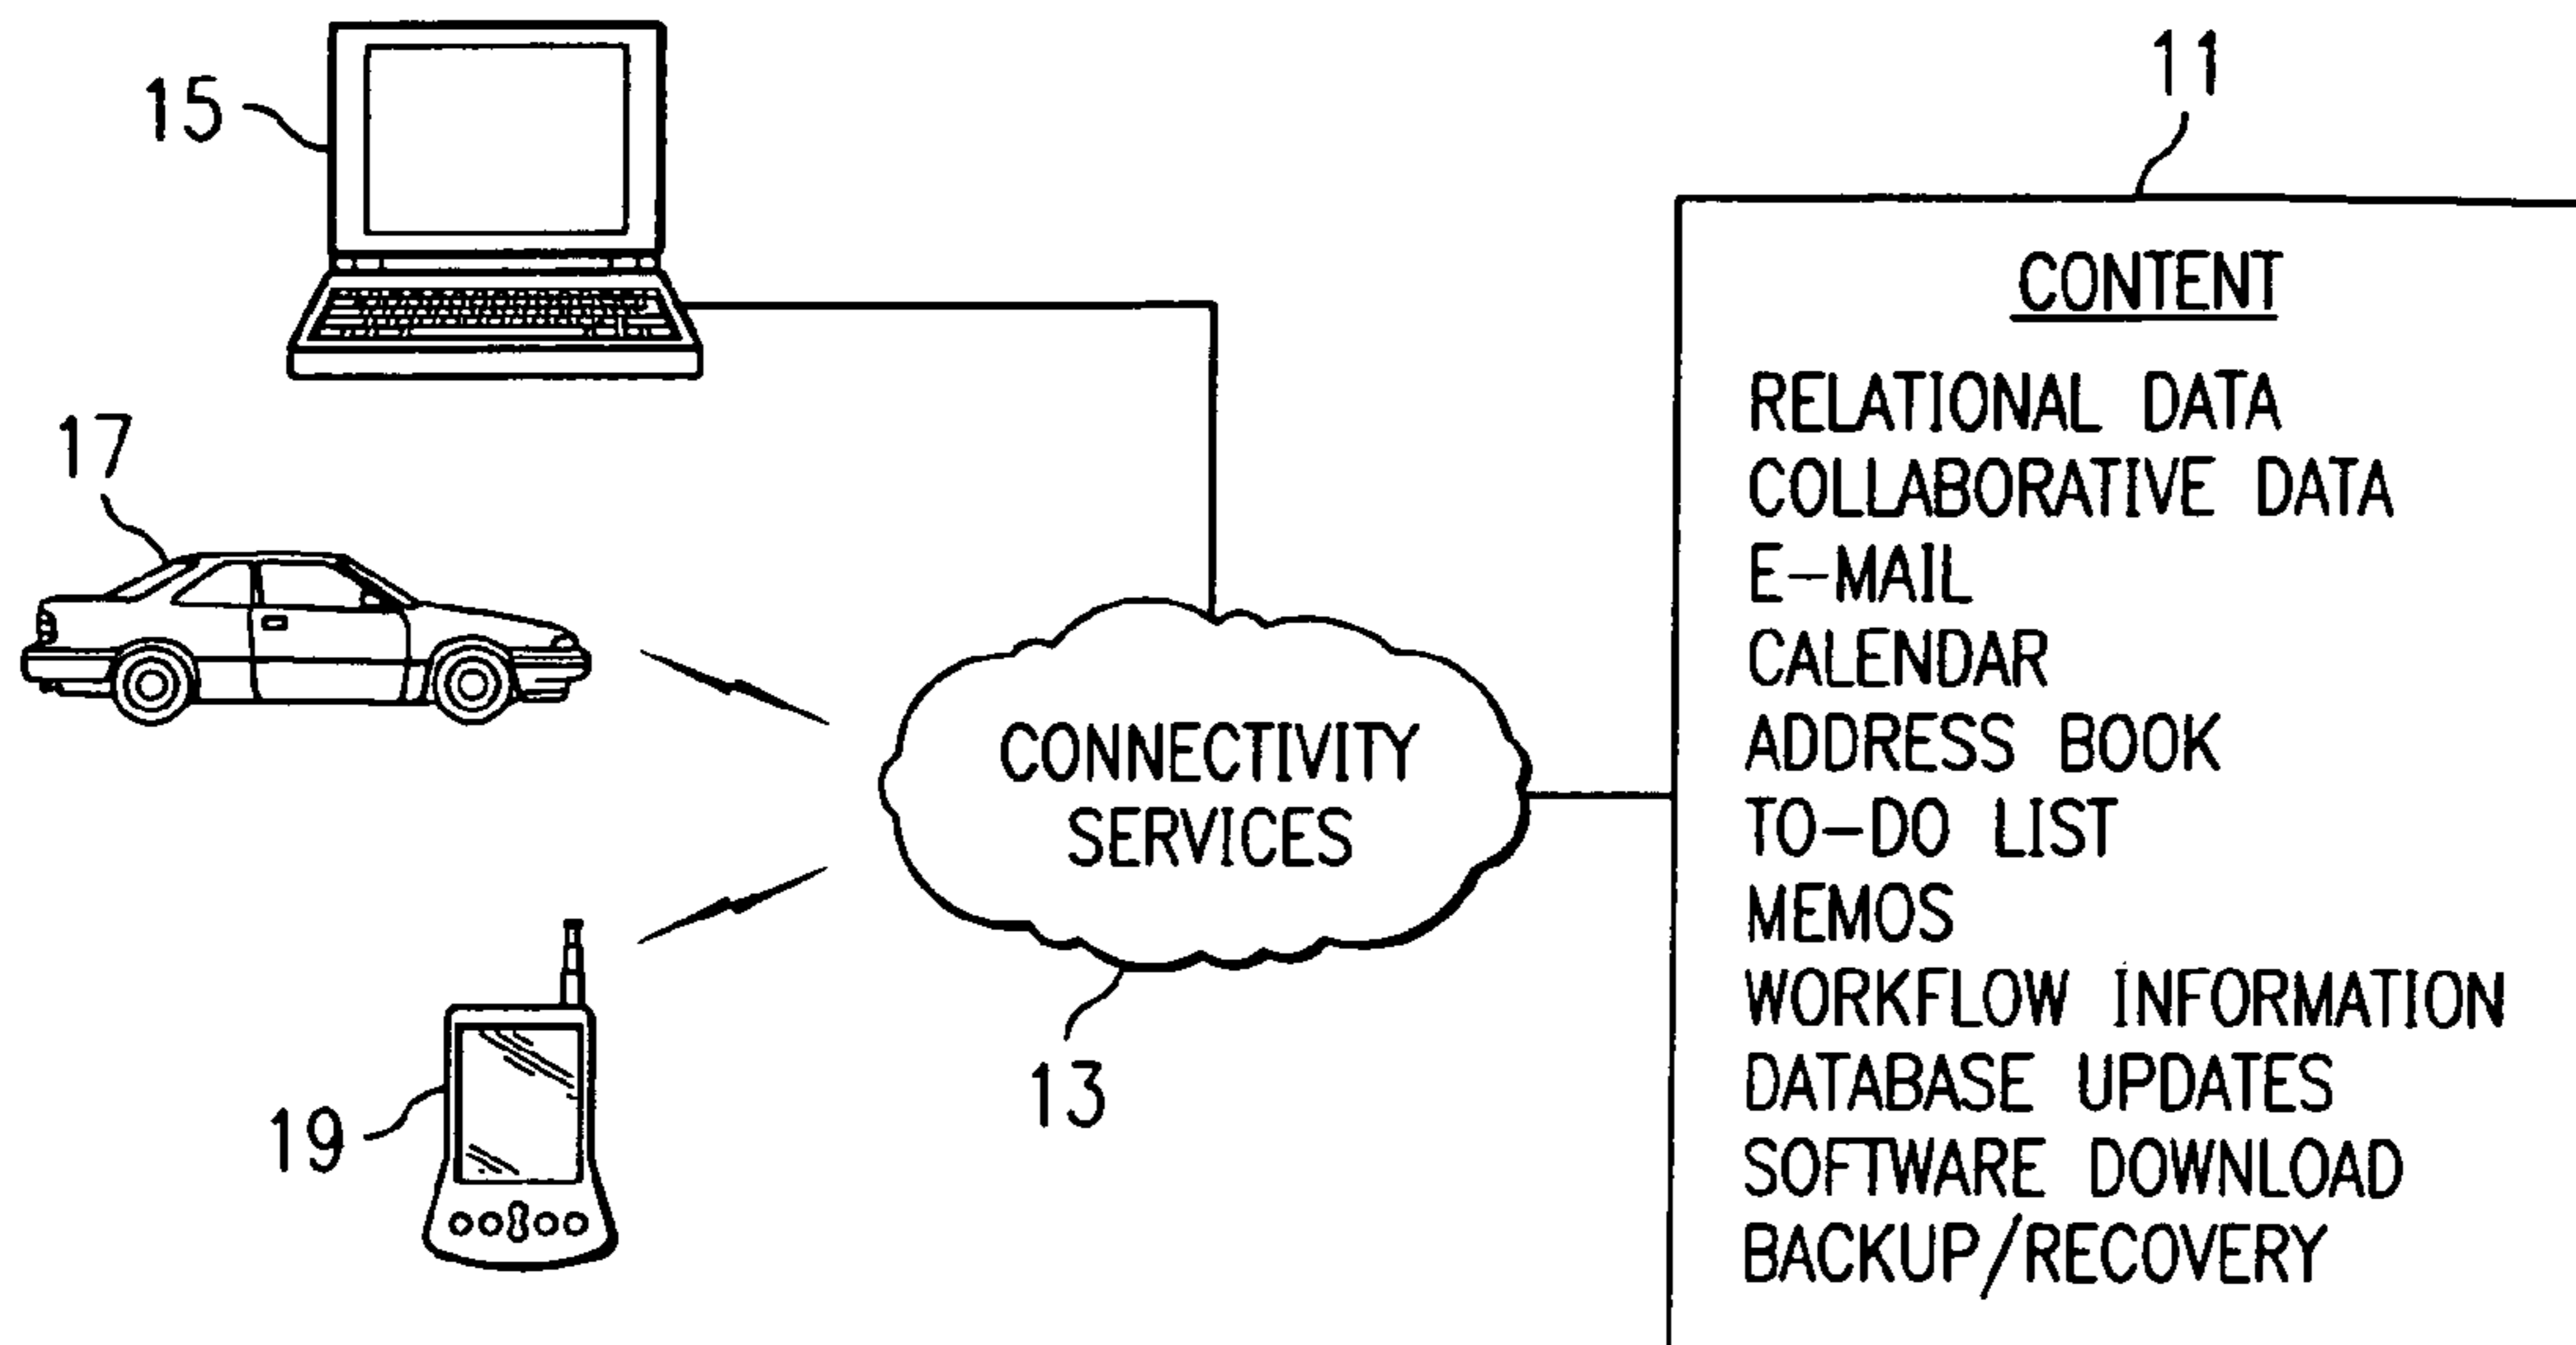 15
11
CONTENT
17
RELATIONAL DATA
COLLABORATIVE DATA
E-MAIL
CALENDAR
ADDRESS BOOK
TO-DO LIST
MEMOS
WORKFLOW INFORMATION
DATABASE UPDATES
SOFTWARE DOWNLOAD
BACKUP/RECOVERY
CONNECTIVITY
SERVICES
13
19